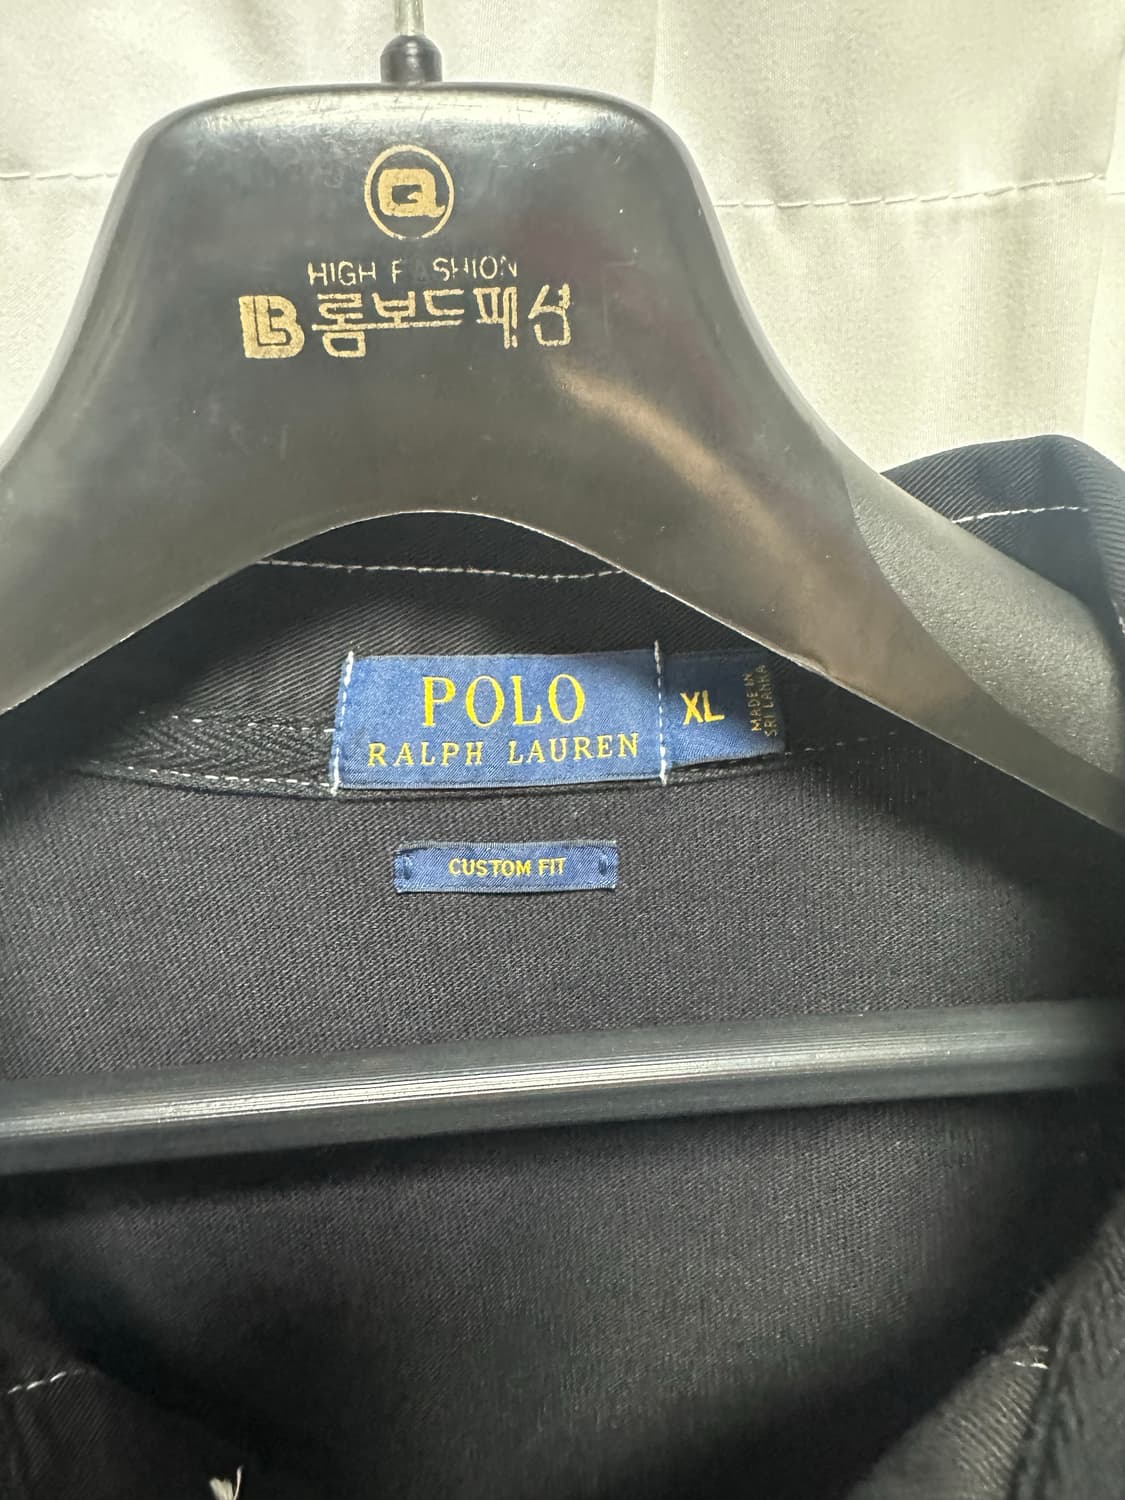 Q
HIGH FASHION
LB 롬보드패션
POLO
RALPH LAUREN
XL
MADE IN
SRI LANKA
CUSTOM FIT